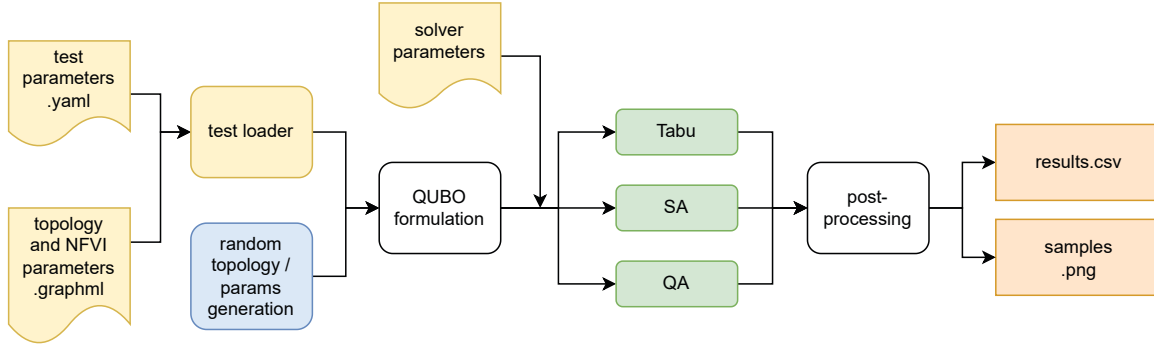 test
parameters
.yaml
topology
and NFVI
parameters
.graphml
test loader
random
topology /
params
generation
solver
parameters
QUBO
formulation
Tabu
SA
QA
post-
processing
results.csv
samples
.png